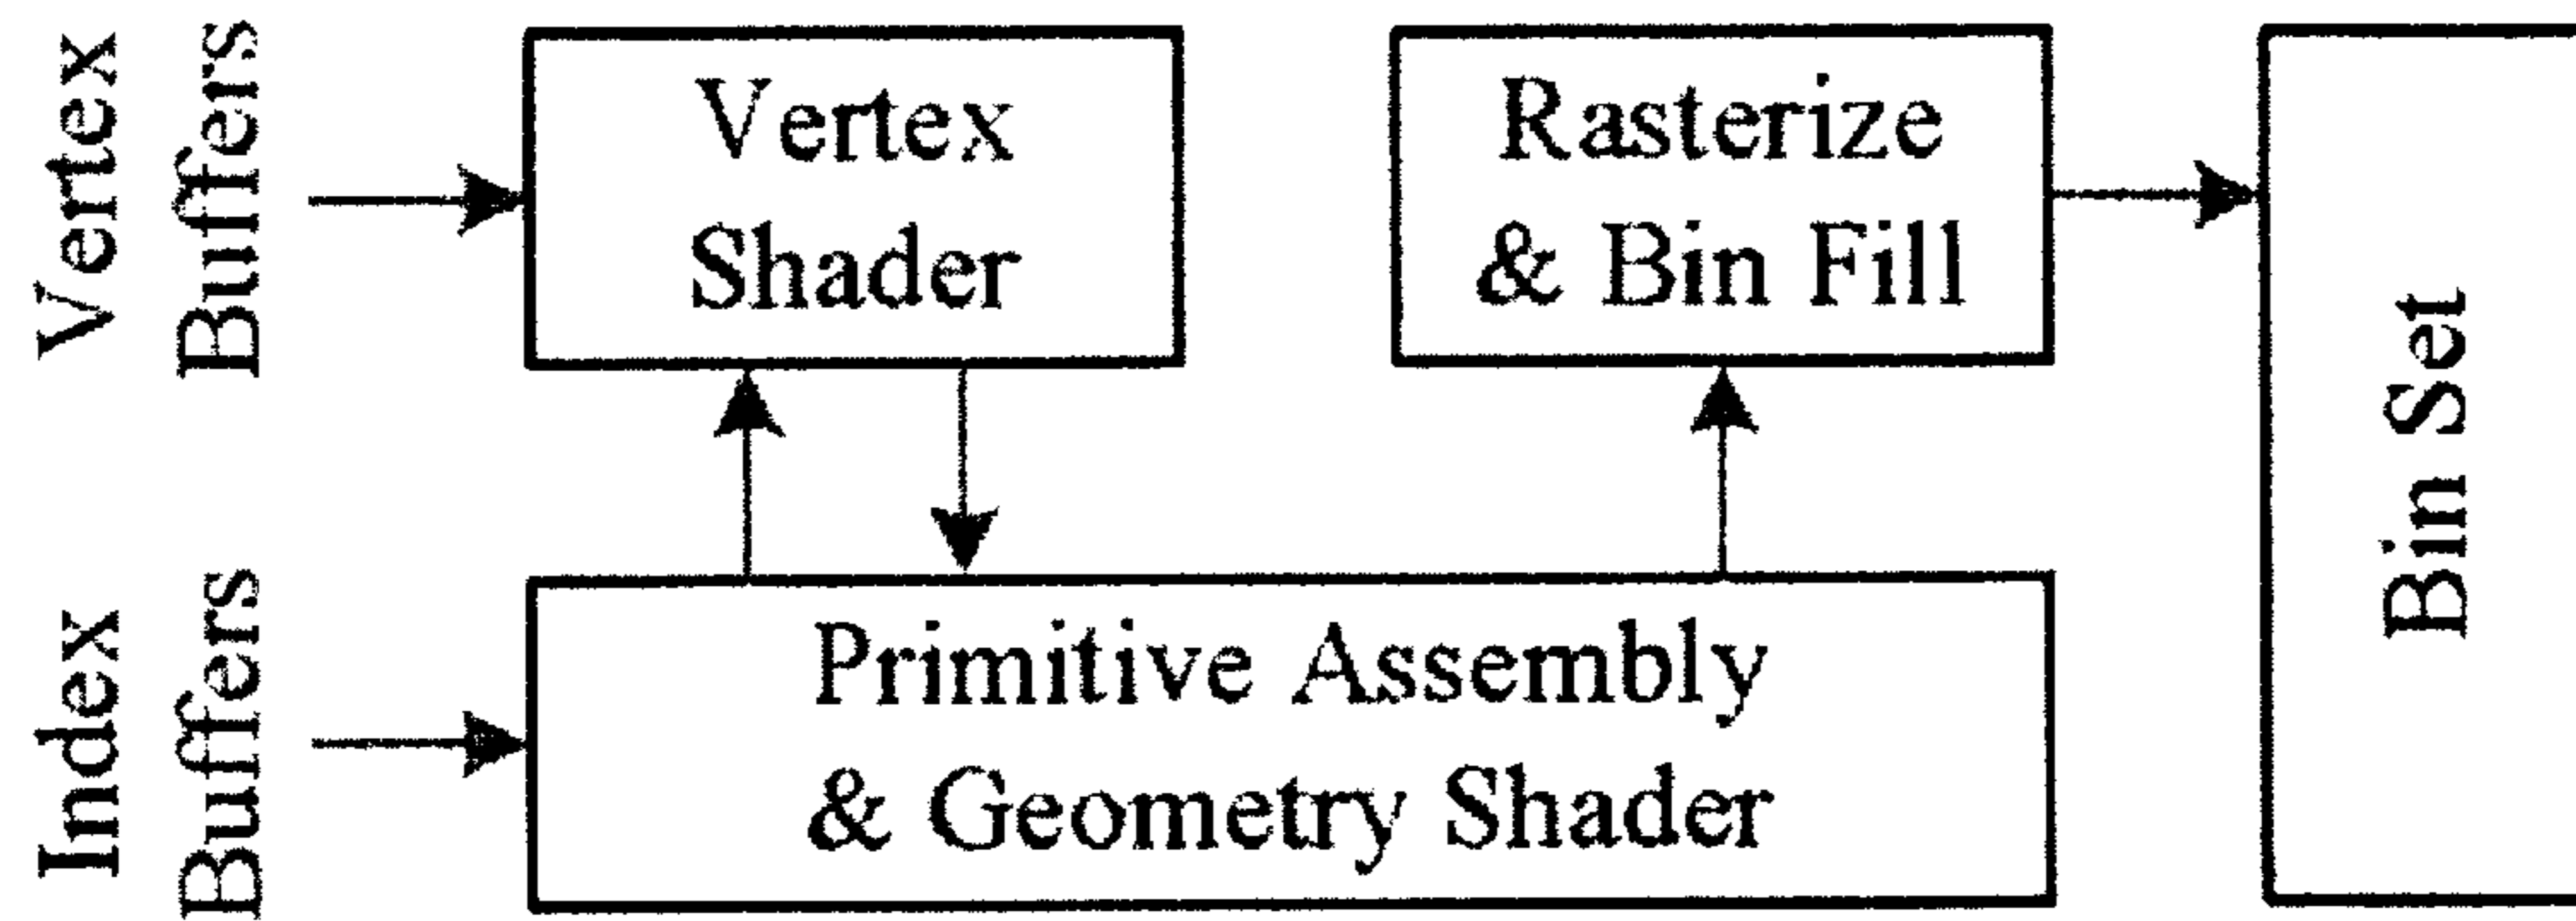 Vertex
Buffers
Vertex
Shader
Rasterize
& Bin Fill
Bin Set
Index
Buffers
Primitive Assembly
& Geometry Shader